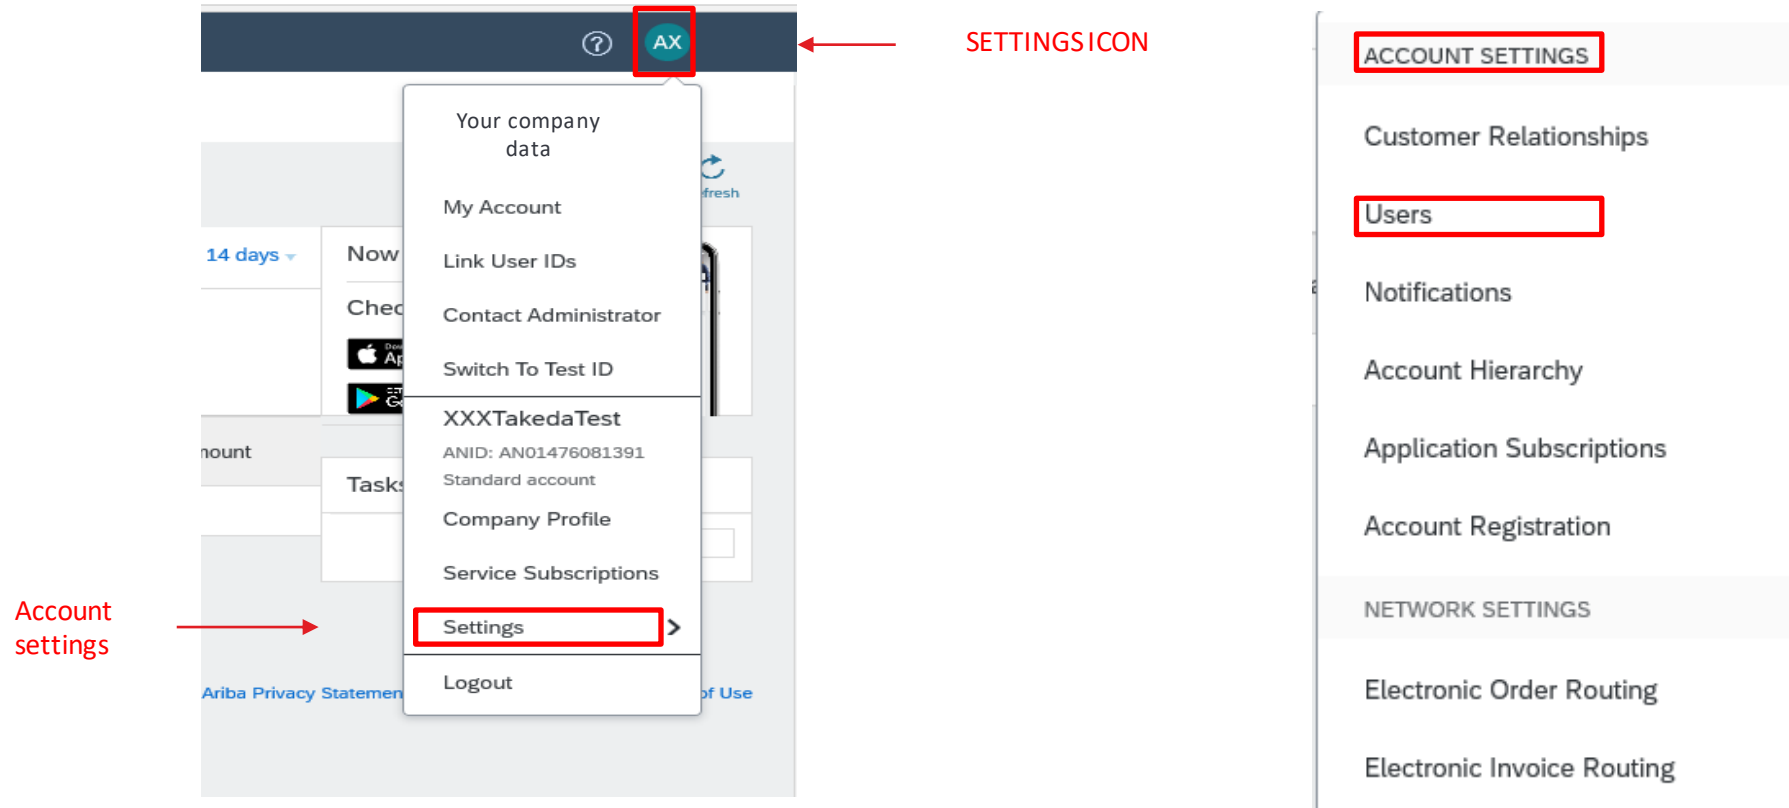 AX
SETTINGS ICON
Your company
data
fresh
My Account
14 days
Now
Link User IDs
Chec
Contact Administrator
Switch To Test ID
XXXTakedaTest
nount
ANID: AN01476081391
Standard account
Tasks
Company Profile
Service Subscriptions
Account
settings
Settings
Logout
Ariba Privacy Statemen
of Use
ACCOUNT SETTINGS
Customer Relationships
Users
Notifications
Account Hierarchy
Application Subscriptions
Account Registration
NETWORK SETTINGS
Electronic Order Routing
Electronic Invoice Routing